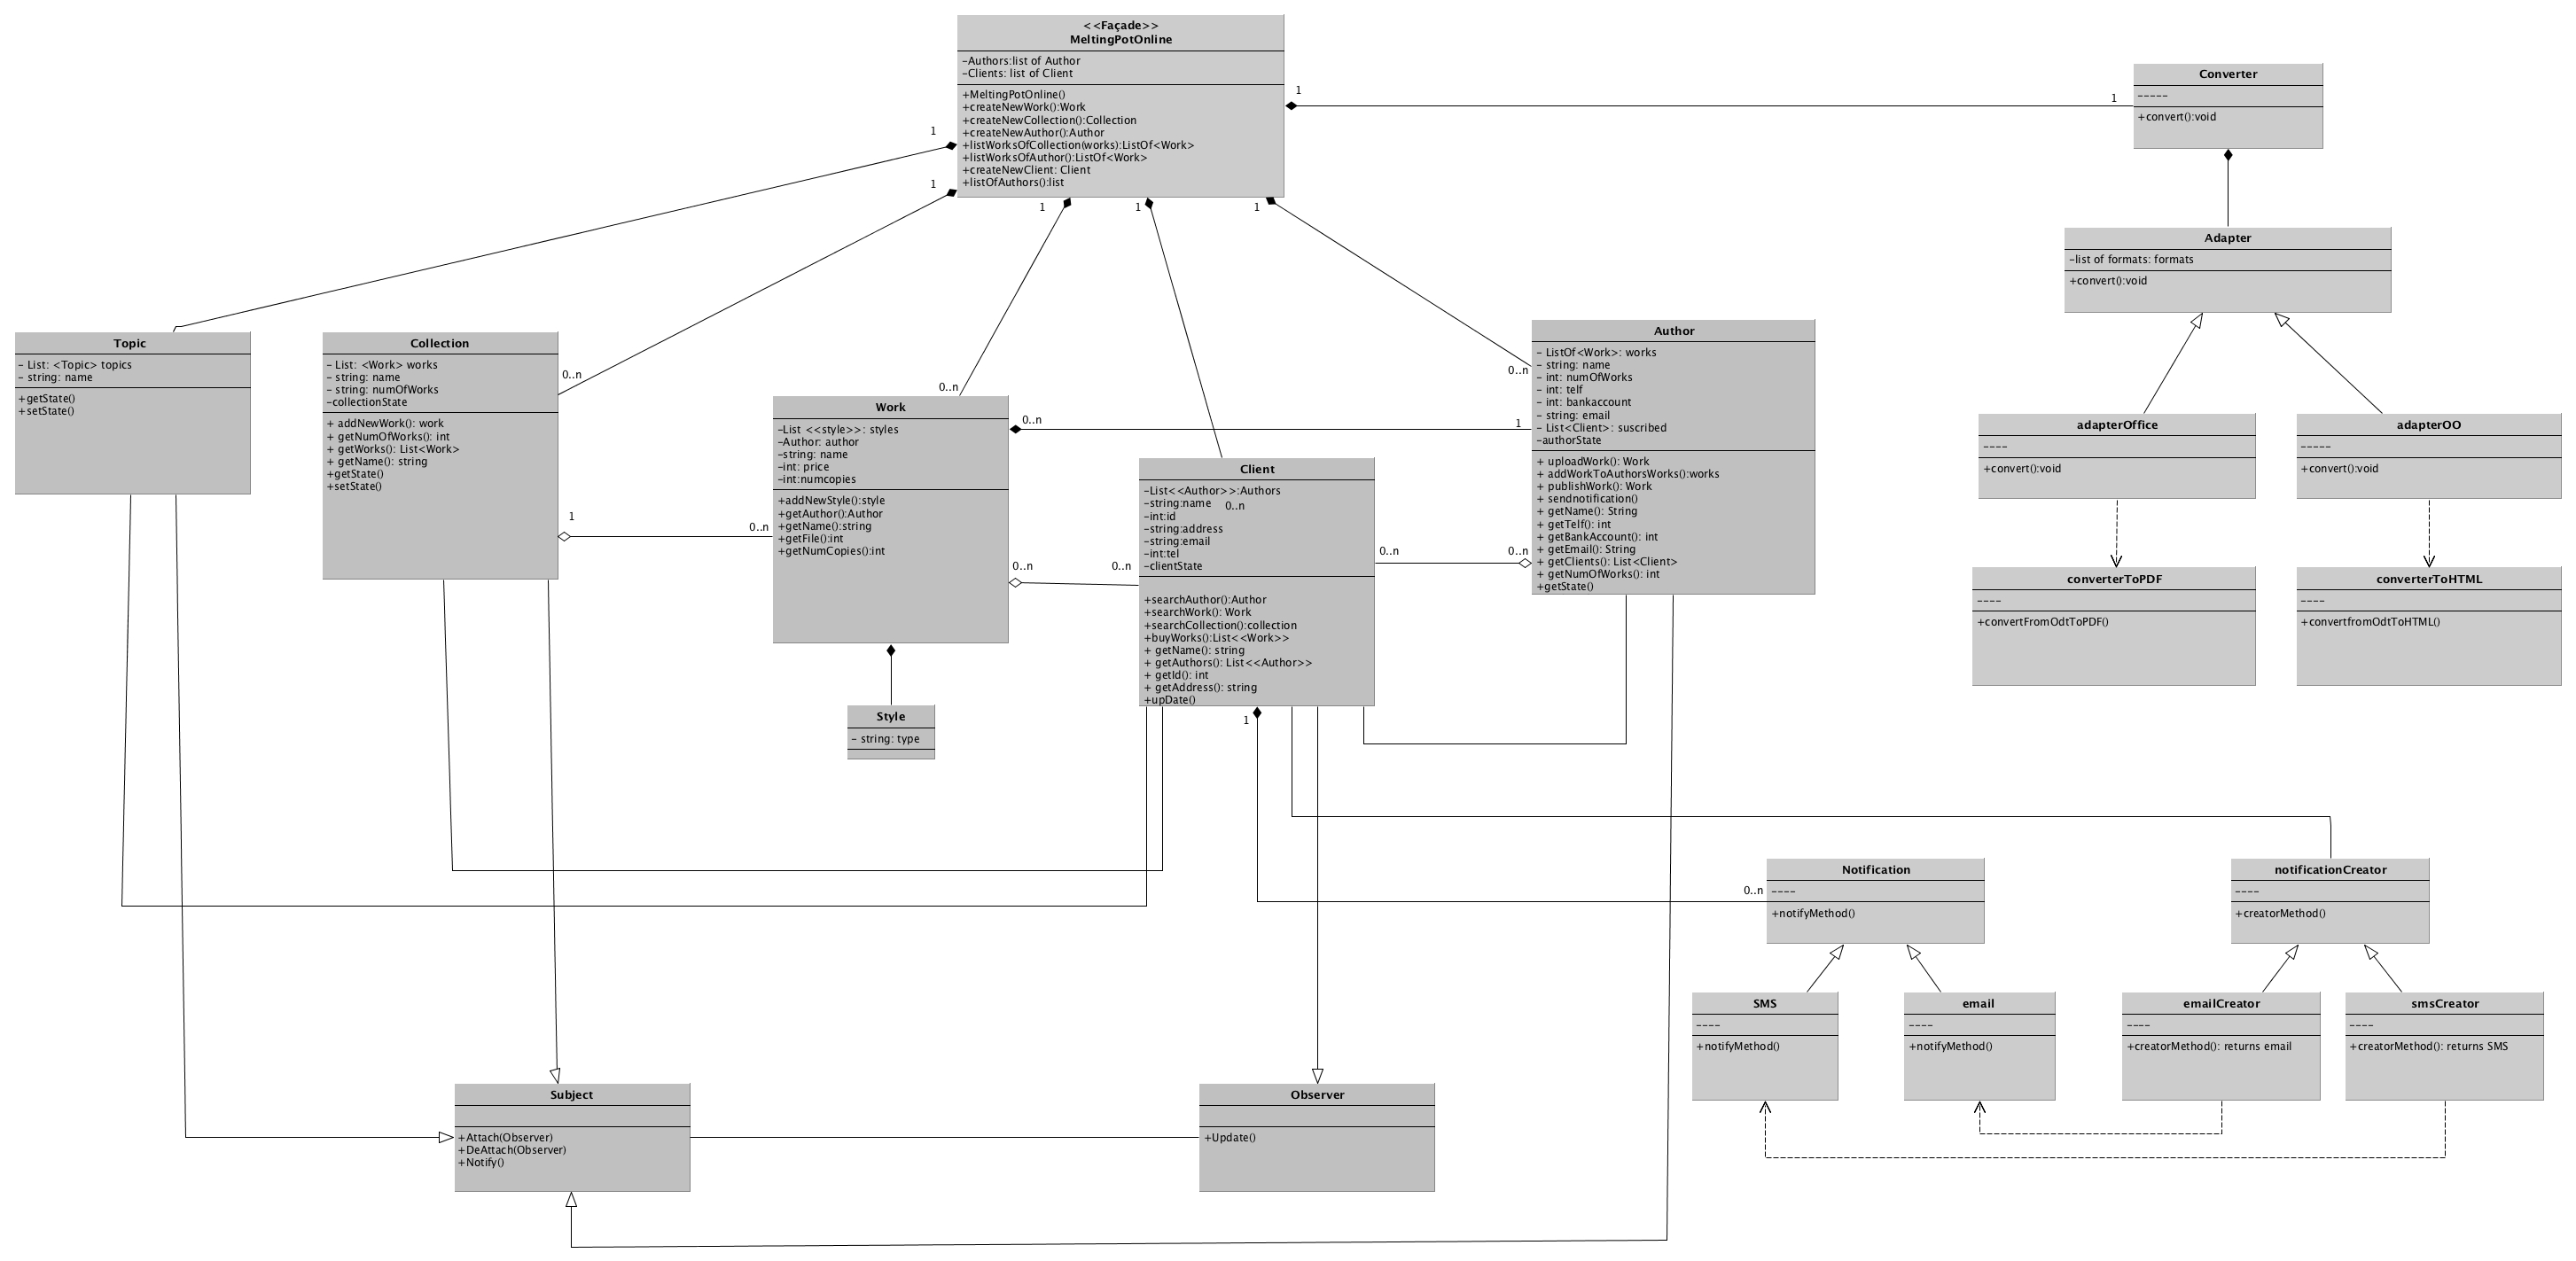 <<Façade>>
MeltingPotOnline
-Authors:list of Author
-Clients: list of Client
+MeltingPotOnline()
+createNewWork():Work
+createNewCollection():Collection
+createNewAuthor():Author
+listWorksOfCollection(works):ListOf<Work>
+listWorksOfAuthor():ListOf<Work>
+createNewClient: Client
+listOfAuthors():list
1
1
1
1
1
1
1
Converter
-----
+convert():void
Adapter
-list of formats: formats
+convert():void
adapterOffice
----
+convert():void
adapterOO
-----
+convert():void
converterToPDF
----
+convertFromOdtToPDF()
converterToHTML
----
+convertfromOdtToHTML()
Topic
- List: <Topic> topics
- string: name
+getState()
+setState()
Collection
- List: <Work> works
- string: name
- string: numOfWorks
-collectionState
+ addNewWork(): work
+ getNumOfWorks(): int
+ getWorks(): List<Work>
+ getName(): string
+getState()
+setState()
0..n
1
0..n
0..n
Work
-List <<style>>: styles
-Author: author
-string: name
-int: price
-int:numcopies
+addNewStyle():style
+getAuthor():Author
+getName():string
+getFile():int
+getNumCopies():int
0..n
1
0..n
0..n
Style
- string: type
Client
-List<<Author>>:Authors
-string:name
0..n
-int:id
-string:address
-string:email
-int:tel
-clientState
+searchAuthor():Author
+searchWork(): Work
+searchCollection():collection
+buyWorks():List<<Work>>
+ getName(): string
+ getAuthors(): List<<Author>>
+ getId(): int
+ getAddress(): string
+upDate()
1
0..n
0..n
0..n
Author
- ListOf<Work>: works
- string: name
- int: numOfWorks
- int: telf
- int: bankaccount
- string: email
- List<Client>: suscribed
-authorState
+ uploadWork(): Work
+ addWorkToAuthorsWorks():works
+ publishWork(): Work
+ sendnotification()
+ getName(): String
+ getTelf(): int
+ getBankAccount(): int
+ getEmail(): String
+ getClients(): List<Client>
+ getNumOfWorks(): int
+getState()
0..n
Notification
----
+notifyMethod()
notificationCreator
----
+creatorMethod()
SMS
----
+notifyMethod()
email
----
+notifyMethod()
emailCreator
----
+creatorMethod(): returns email
smsCreator
----
+creatorMethod(): returns SMS
Subject
+Attach(Observer)
+DeAttach(Observer)
+Notify()
Observer
+Update()